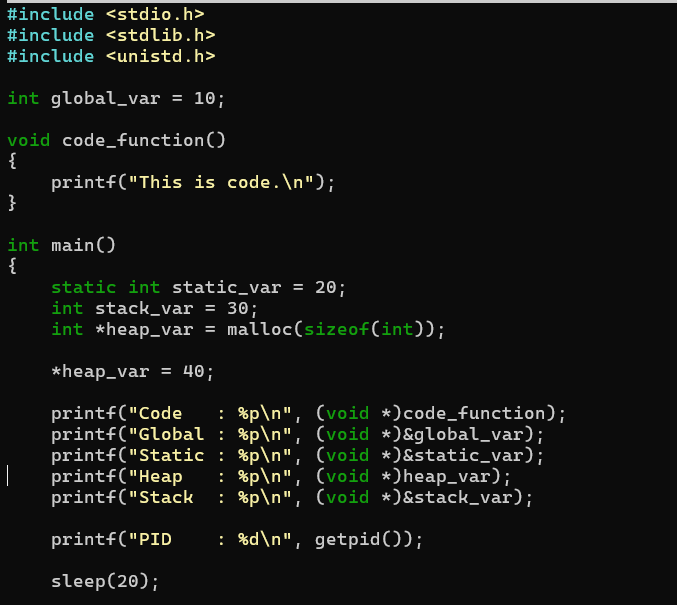 #include <stdio.h>
#include <stdlib.h>
#include <unistd.h>

int global_var = 10;

void code_function()
{
    printf("This is code.\n");
}

int main()
{
    static int static_var = 20;
    int stack_var = 30;
    int *heap_var = malloc(sizeof(int));

    *heap_var = 40;

    printf("Code   : %p\n", (void *)code_function);
    printf("Global : %p\n", (void *)&global_var);
    printf("Static : %p\n", (void *)&static_var);
    printf("Heap   : %p\n", (void *)heap_var);
    printf("Stack  : %p\n", (void *)&stack_var);

    printf("PID    : %d\n", getpid());

    sleep(20);